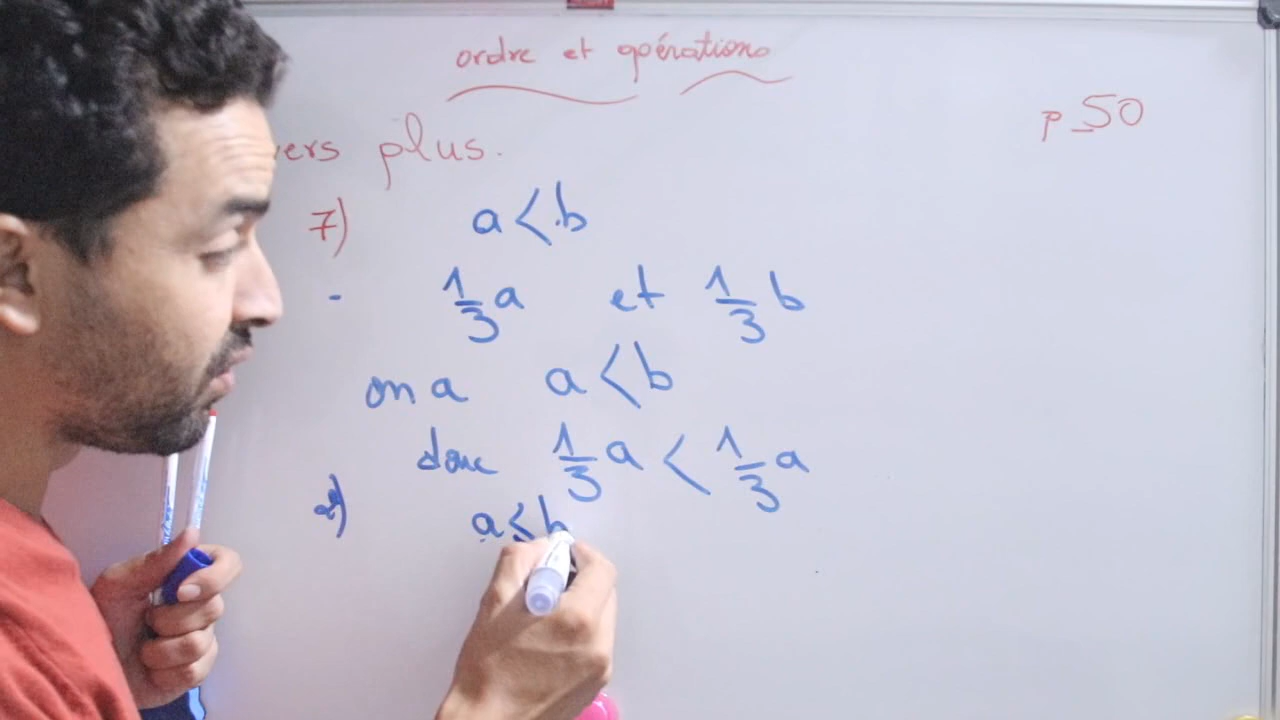 ordre et opérations
p 50
vers plus.
7) a < b
- 1/3 a et 1/3 b
on a a < b
donc 1/3 a < 1/3 a
a ≤ b